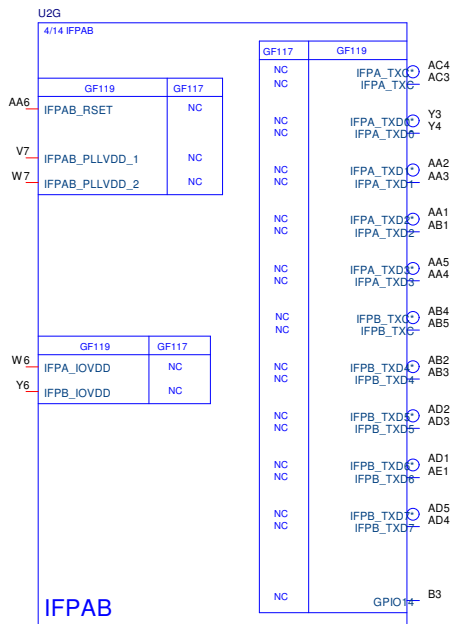 U2G
4/14 IFPAB
GF119 GF117
AA6 IFPAB_RSET NC
V7 IFPAB_PLLVDD_1 NC
W7 IFPAB_PLLVDD_2 NC
GF119 GF117
W6 IFPA_IOVDD NC
Y6 IFPB_IOVDD NC
IFPAB
GF117 GF119
NC IFPA_TXC* AC4
NC IFPA_TXC AC3
NC IFPA_TXD0* Y3
NC IFPA_TXD0 Y4
NC IFPA_TXD1* AA2
NC IFPA_TXD1 AA3
NC IFPA_TXD2* AA1
NC IFPA_TXD2 AB1
NC IFPA_TXD3* AA5
NC IFPA_TXD3 AA4
NC IFPB_TXC* AB4
NC IFPB_TXC AB5
NC IFPB_TXD4* AB2
NC IFPB_TXD4 AB3
NC IFPB_TXD5* AD2
NC IFPB_TXD5 AD3
NC IFPB_TXD6* AD1
NC IFPB_TXD6 AE1
NC IFPB_TXD7* AD5
NC IFPB_TXD7 AD4
NC GPIO14 B3